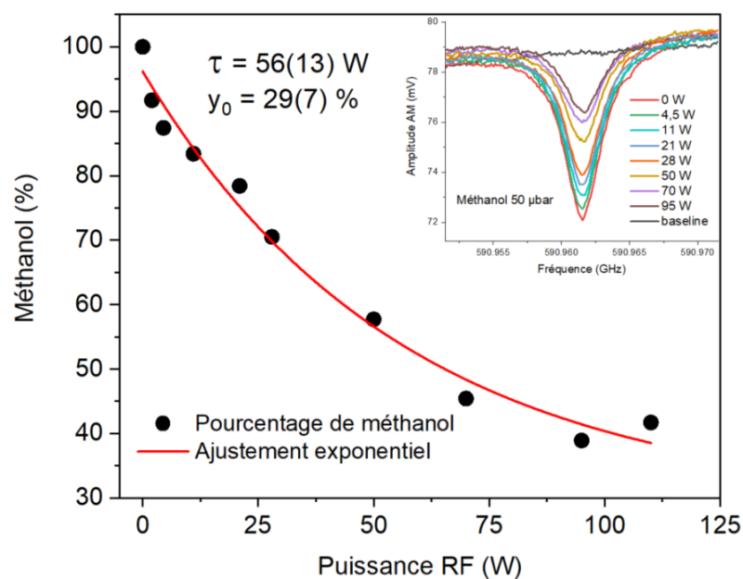 100
90
80
70
60
50
40
30
Méthanol (%)
0
25
50
75
100
125
Puissance RF (W)
τ = 56(13) W
y₀ = 29(7) %
Pourcentage de méthanol
Ajustement exponentiel
80
78
76
74
72
Amplitude AM (mV)
590.955
590.960
590.965
590.970
Fréquence (GHz)
Méthanol 50 µbar
0 W
4,5 W
11 W
21 W
28 W
50 W
70 W
95 W
baseline